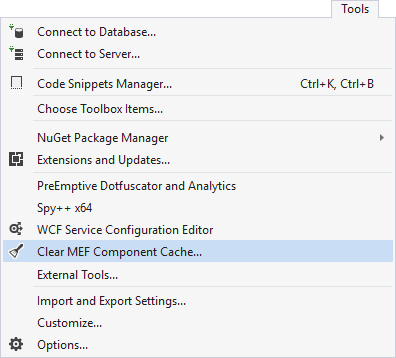 Tools
Connect to Database...
Connect to Server...
Code Snippets Manager... Ctrl+K, Ctrl+B
Choose Toolbox Items...
NuGet Package Manager
Extensions and Updates...
PreEmptive Dotfuscator and Analytics
Spy++ x64
WCF Service Configuration Editor
Clear MEF Component Cache...
External Tools...
Import and Export Settings...
Customize...
Options...